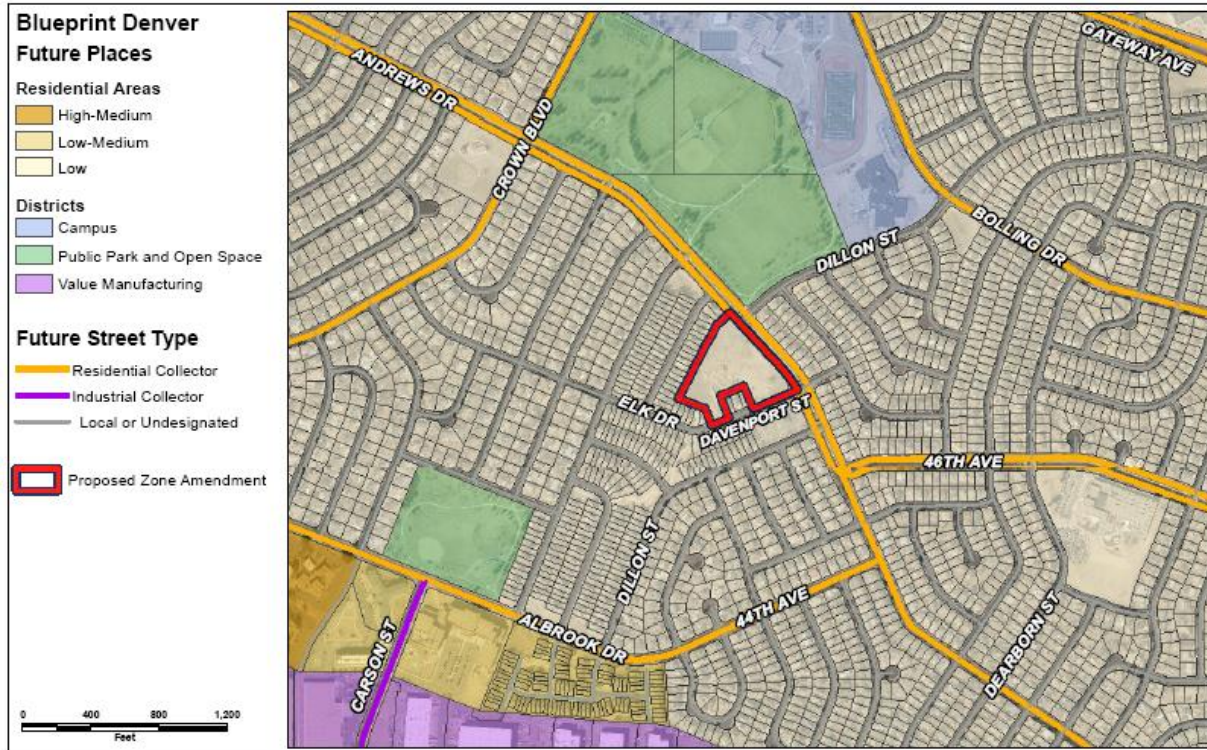 Blueprint Denver
Future Places
Residential Areas
High-Medium
Low-Medium
Low
Districts
Campus
Public Park and Open Space
Value Manufacturing
Future Street Type
Residential Collector
Industrial Collector
Local or Undesignated
Proposed Zone Amendment
0 400 800 1,200
Feet
ANDREWS DR
CROWN BLVD
GATEWAY AVE
BOLLING DR
DILLON ST
ELK DR
DAVENPORT ST
46TH AVE
DILLON ST
44TH AVE
ALBROOK DR
CARSON ST
DEARBORN ST